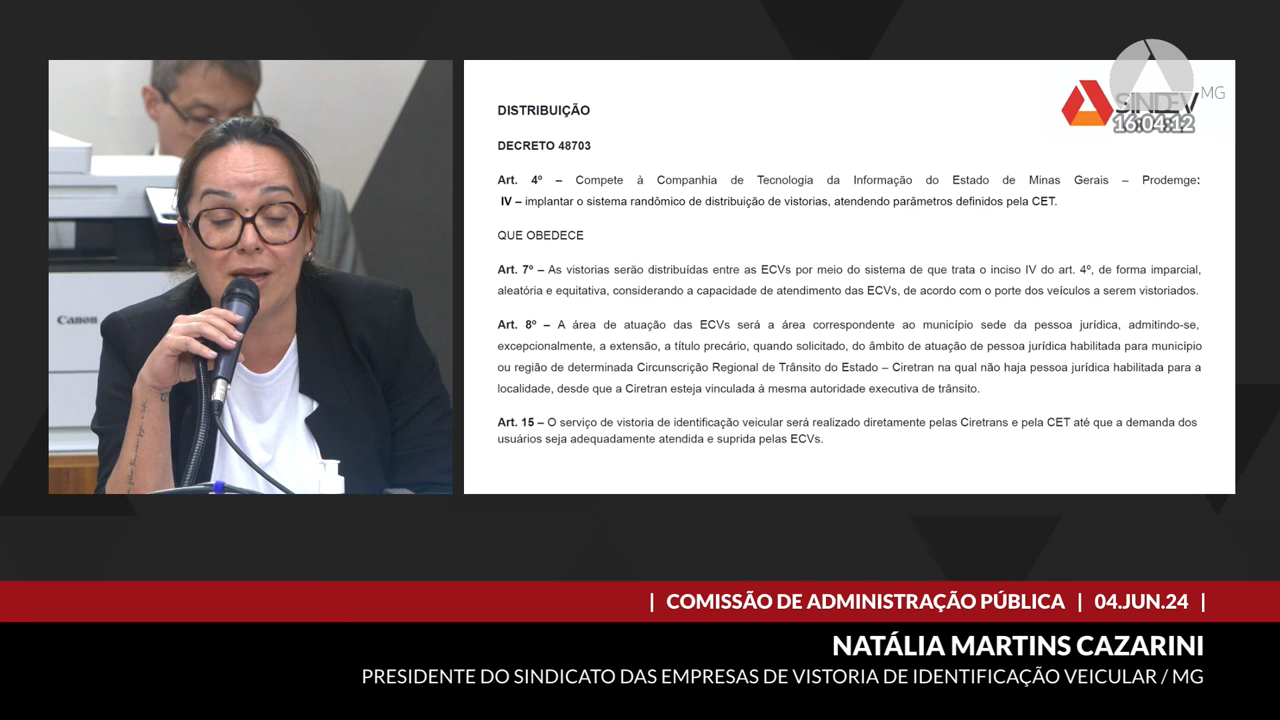 DISTRIBUIÇÃO
SINDEV MG
16:04:12
DECRETO 48703
Art. 4º – Compete à Companhia de Tecnologia da Informação do Estado de Minas Gerais – Prodemge:
IV – implantar o sistema randômico de distribuição de vistorias, atendendo parâmetros definidos pela CET.
QUE OBEDECE
Art. 7º – As vistorias serão distribuídas entre as ECVs por meio do sistema de que trata o inciso IV do art. 4º, de forma imparcial,
aleatória e equitativa, considerando a capacidade de atendimento das ECVs, de acordo com o porte dos veículos a serem vistoriados.
Art. 8º – A área de atuação das ECVs será a área correspondente ao município sede da pessoa jurídica, admitindo-se,
excepcionalmente, a extensão, a título precário, quando solicitado, do âmbito de atuação de pessoa jurídica habilitada para município
ou região de determinada Circunscrição Regional de Trânsito do Estado – Ciretran na qual não haja pessoa jurídica habilitada para a
localidade, desde que a Ciretran esteja vinculada à mesma autoridade executiva de trânsito.
Art. 15 – O serviço de vistoria de identificação veicular será realizado diretamente pelas Ciretrans e pela CET até que a demanda dos
usuários seja adequadamente atendida e suprida pelas ECVs.
Canon
| COMISSÃO DE ADMINISTRAÇÃO PÚBLICA | 04.JUN.24 |
NATÁLIA MARTINS CAZARINI
PRESIDENTE DO SINDICATO DAS EMPRESAS DE VISTORIA DE IDENTIFICAÇÃO VEICULAR / MG